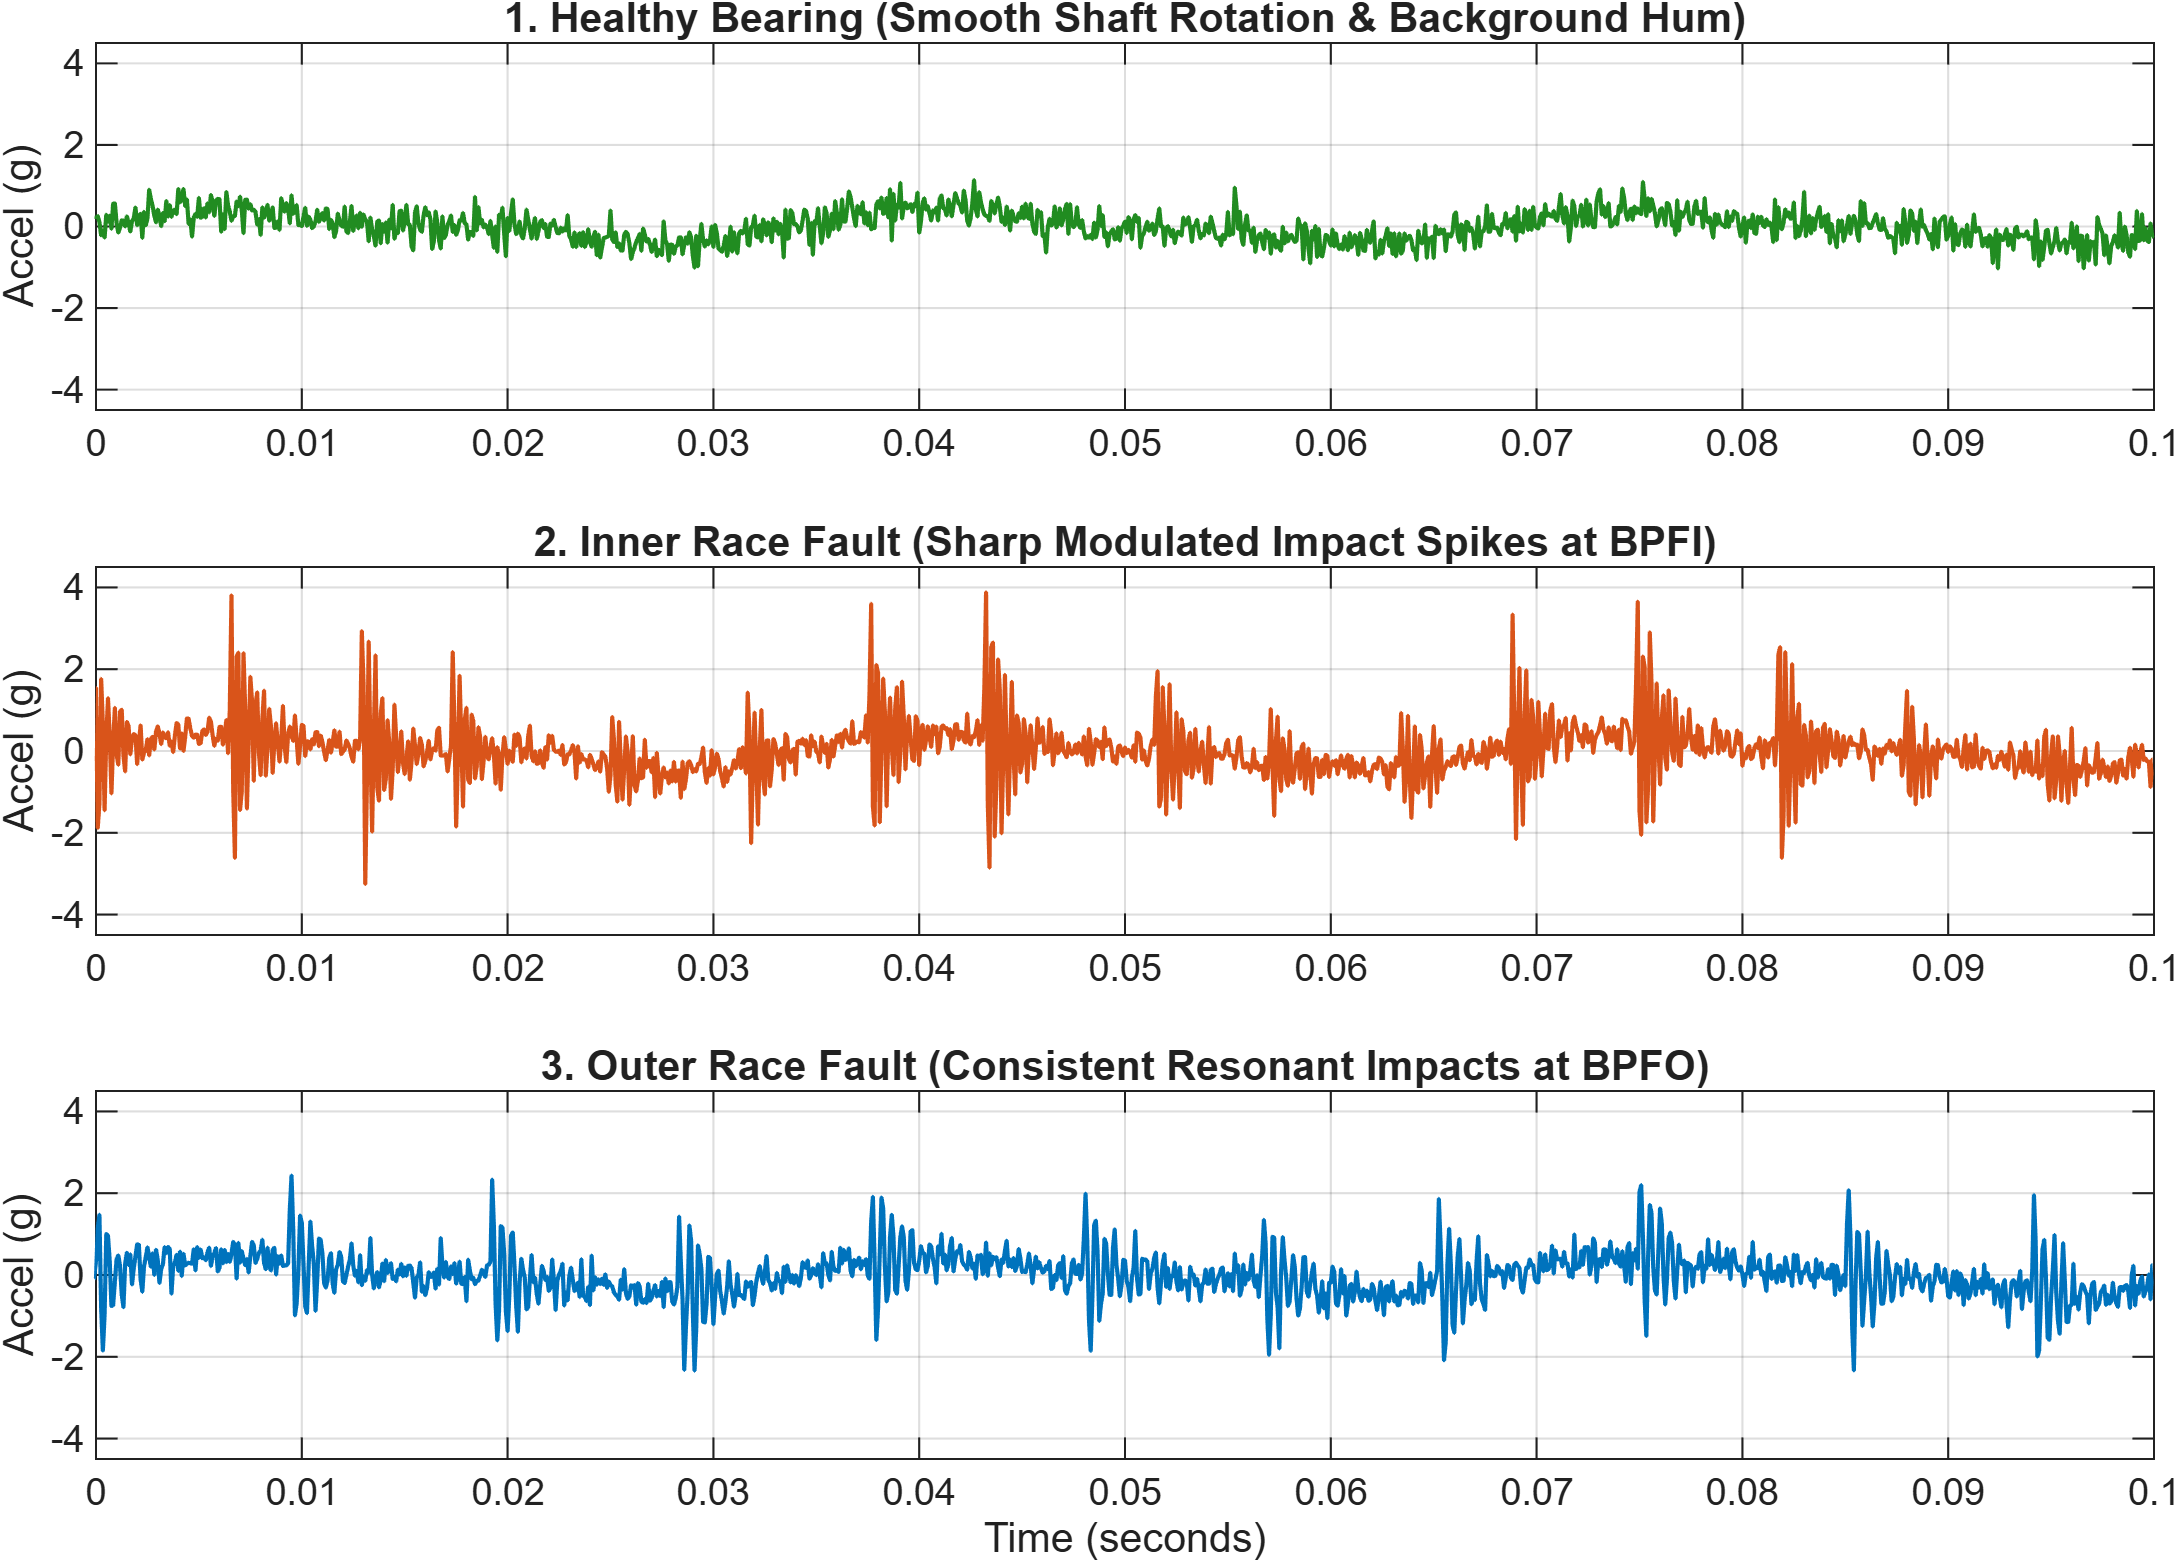 1. Healthy Bearing (Smooth Shaft Rotation & Background Hum)
Accel (g)
4
2
0
-2
-4
0 0.01 0.02 0.03 0.04 0.05 0.06 0.07 0.08 0.09 0.1
2. Inner Race Fault (Sharp Modulated Impact Spikes at BPFI)
Accel (g)
4
2
0
-2
-4
0 0.01 0.02 0.03 0.04 0.05 0.06 0.07 0.08 0.09 0.1
3. Outer Race Fault (Consistent Resonant Impacts at BPFO)
Accel (g)
4
2
0
-2
-4
0 0.01 0.02 0.03 0.04 0.05 0.06 0.07 0.08 0.09 0.1
Time (seconds)